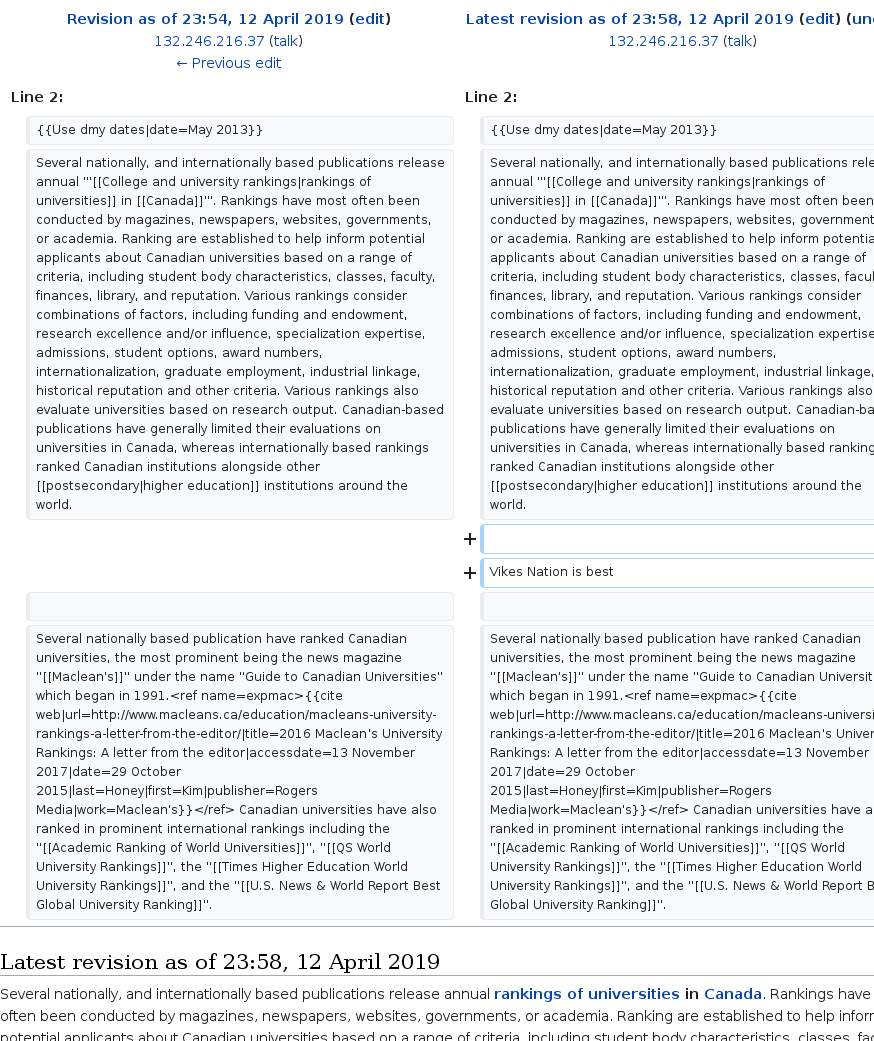 Revision as of 23:54, 12 April 2019 (edit)
132.246.216.37 (talk)
← Previous edit
Latest revision as of 23:58, 12 April 2019 (edit) (un
132.246.216.37 (talk)
Line 2:
Line 2:
{{Use dmy dates|date=May 2013}}
{{Use dmy dates|date=May 2013}}
Several nationally, and internationally based publications release
annual '''[[College and university rankings|rankings of
universities]] in [[Canada]]'''. Rankings have most often been
conducted by magazines, newspapers, websites, governments,
or academia. Ranking are established to help inform potential
applicants about Canadian universities based on a range of
criteria, including student body characteristics, classes, faculty,
finances, library, and reputation. Various rankings consider
combinations of factors, including funding and endowment,
research excellence and/or influence, specialization expertise,
admissions, student options, award numbers,
internationalization, graduate employment, industrial linkage,
historical reputation and other criteria. Various rankings also
evaluate universities based on research output. Canadian-based
publications have generally limited their evaluations on
universities in Canada, whereas internationally based rankings
ranked Canadian institutions alongside other
[[postsecondary|higher education]] institutions around the
world.
Several nationally, and internationally based publications rele
annual '''[[College and university rankings|rankings of
universities]] in [[Canada]]'''. Rankings have most often been
conducted by magazines, newspapers, websites, government
or academia. Ranking are established to help inform potentia
applicants about Canadian universities based on a range of
criteria, including student body characteristics, classes, facul
finances, library, and reputation. Various rankings consider
combinations of factors, including funding and endowment,
research excellence and/or influence, specialization expertise
admissions, student options, award numbers,
internationalization, graduate employment, industrial linkage,
historical reputation and other criteria. Various rankings also
evaluate universities based on research output. Canadian-ba
publications have generally limited their evaluations on
universities in Canada, whereas internationally based ranking
ranked Canadian institutions alongside other
[[postsecondary|higher education]] institutions around the
world.
+
+ Vikes Nation is best
Several nationally based publication have ranked Canadian
universities, the most prominent being the news magazine
''[[Maclean's]]'' under the name "Guide to Canadian Universities"
which began in 1991.<ref name=expmac>{{cite
web|url=http://www.macleans.ca/education/macleans-university-
rankings-a-letter-from-the-editor/|title=2016 Maclean's University
Rankings: A letter from the editor|accessdate=13 November
2017|date=29 October
2015|last=Honey|first=Kim|publisher=Rogers
Media|work=Maclean's}}</ref> Canadian universities have also
ranked in prominent international rankings including the
''[[Academic Ranking of World Universities]]'', ''[[QS World
University Rankings]]'', the ''[[Times Higher Education World
University Rankings]]'', and the ''[[U.S. News & World Report Best
Global University Ranking]]''.
Several nationally based publication have ranked Canadian
universities, the most prominent being the news magazine
''[[Maclean's]]'' under the name "Guide to Canadian Universit
which began in 1991.<ref name=expmac>{{cite
web|url=http://www.macleans.ca/education/macleans-universi
rankings-a-letter-from-the-editor/|title=2016 Maclean's Univer
Rankings: A letter from the editor|accessdate=13 November
2017|date=29 October
2015|last=Honey|first=Kim|publisher=Rogers
Media|work=Maclean's}}</ref> Canadian universities have a
ranked in prominent international rankings including the
''[[Academic Ranking of World Universities]]'', ''[[QS World
University Rankings]]'', the ''[[Times Higher Education World
University Rankings]]'', and the ''[[U.S. News & World Report B
Global University Ranking]]''.
Latest revision as of 23:58, 12 April 2019
Several nationally, and internationally based publications release annual rankings of universities in Canada. Rankings have
often been conducted by magazines, newspapers, websites, governments, or academia. Ranking are established to help infor
potential applicants about Canadian universities based on a range of criteria, including student body characteristics, classes, fac